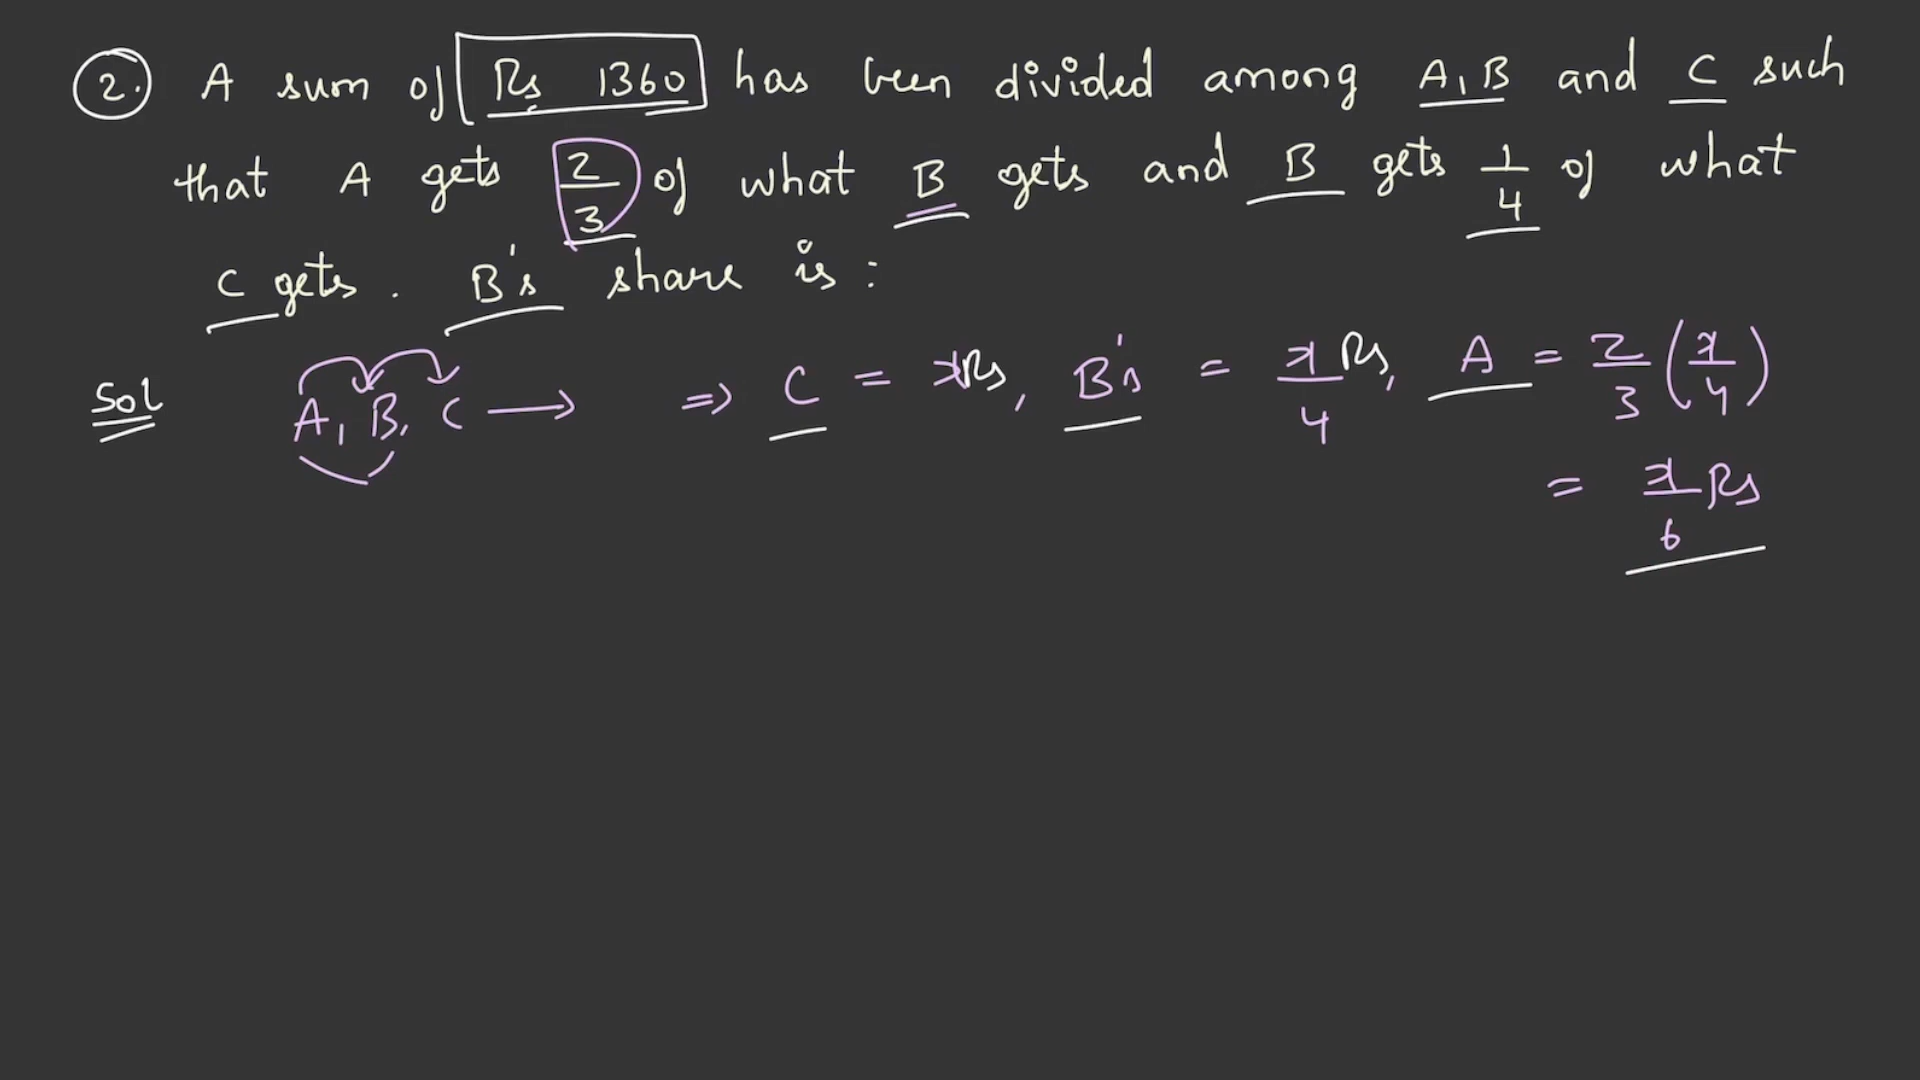 2. A sum of Rs 1360 has been divided among A, B and C such
that A gets 2/3 of what B gets and B gets 1/4 of what
C gets. B's share is:
Sol A, B, C ⟶ ⇒ C = xRs, B's = x/4 Rs, A = 2/3 (x/4)
= x/6 Rs